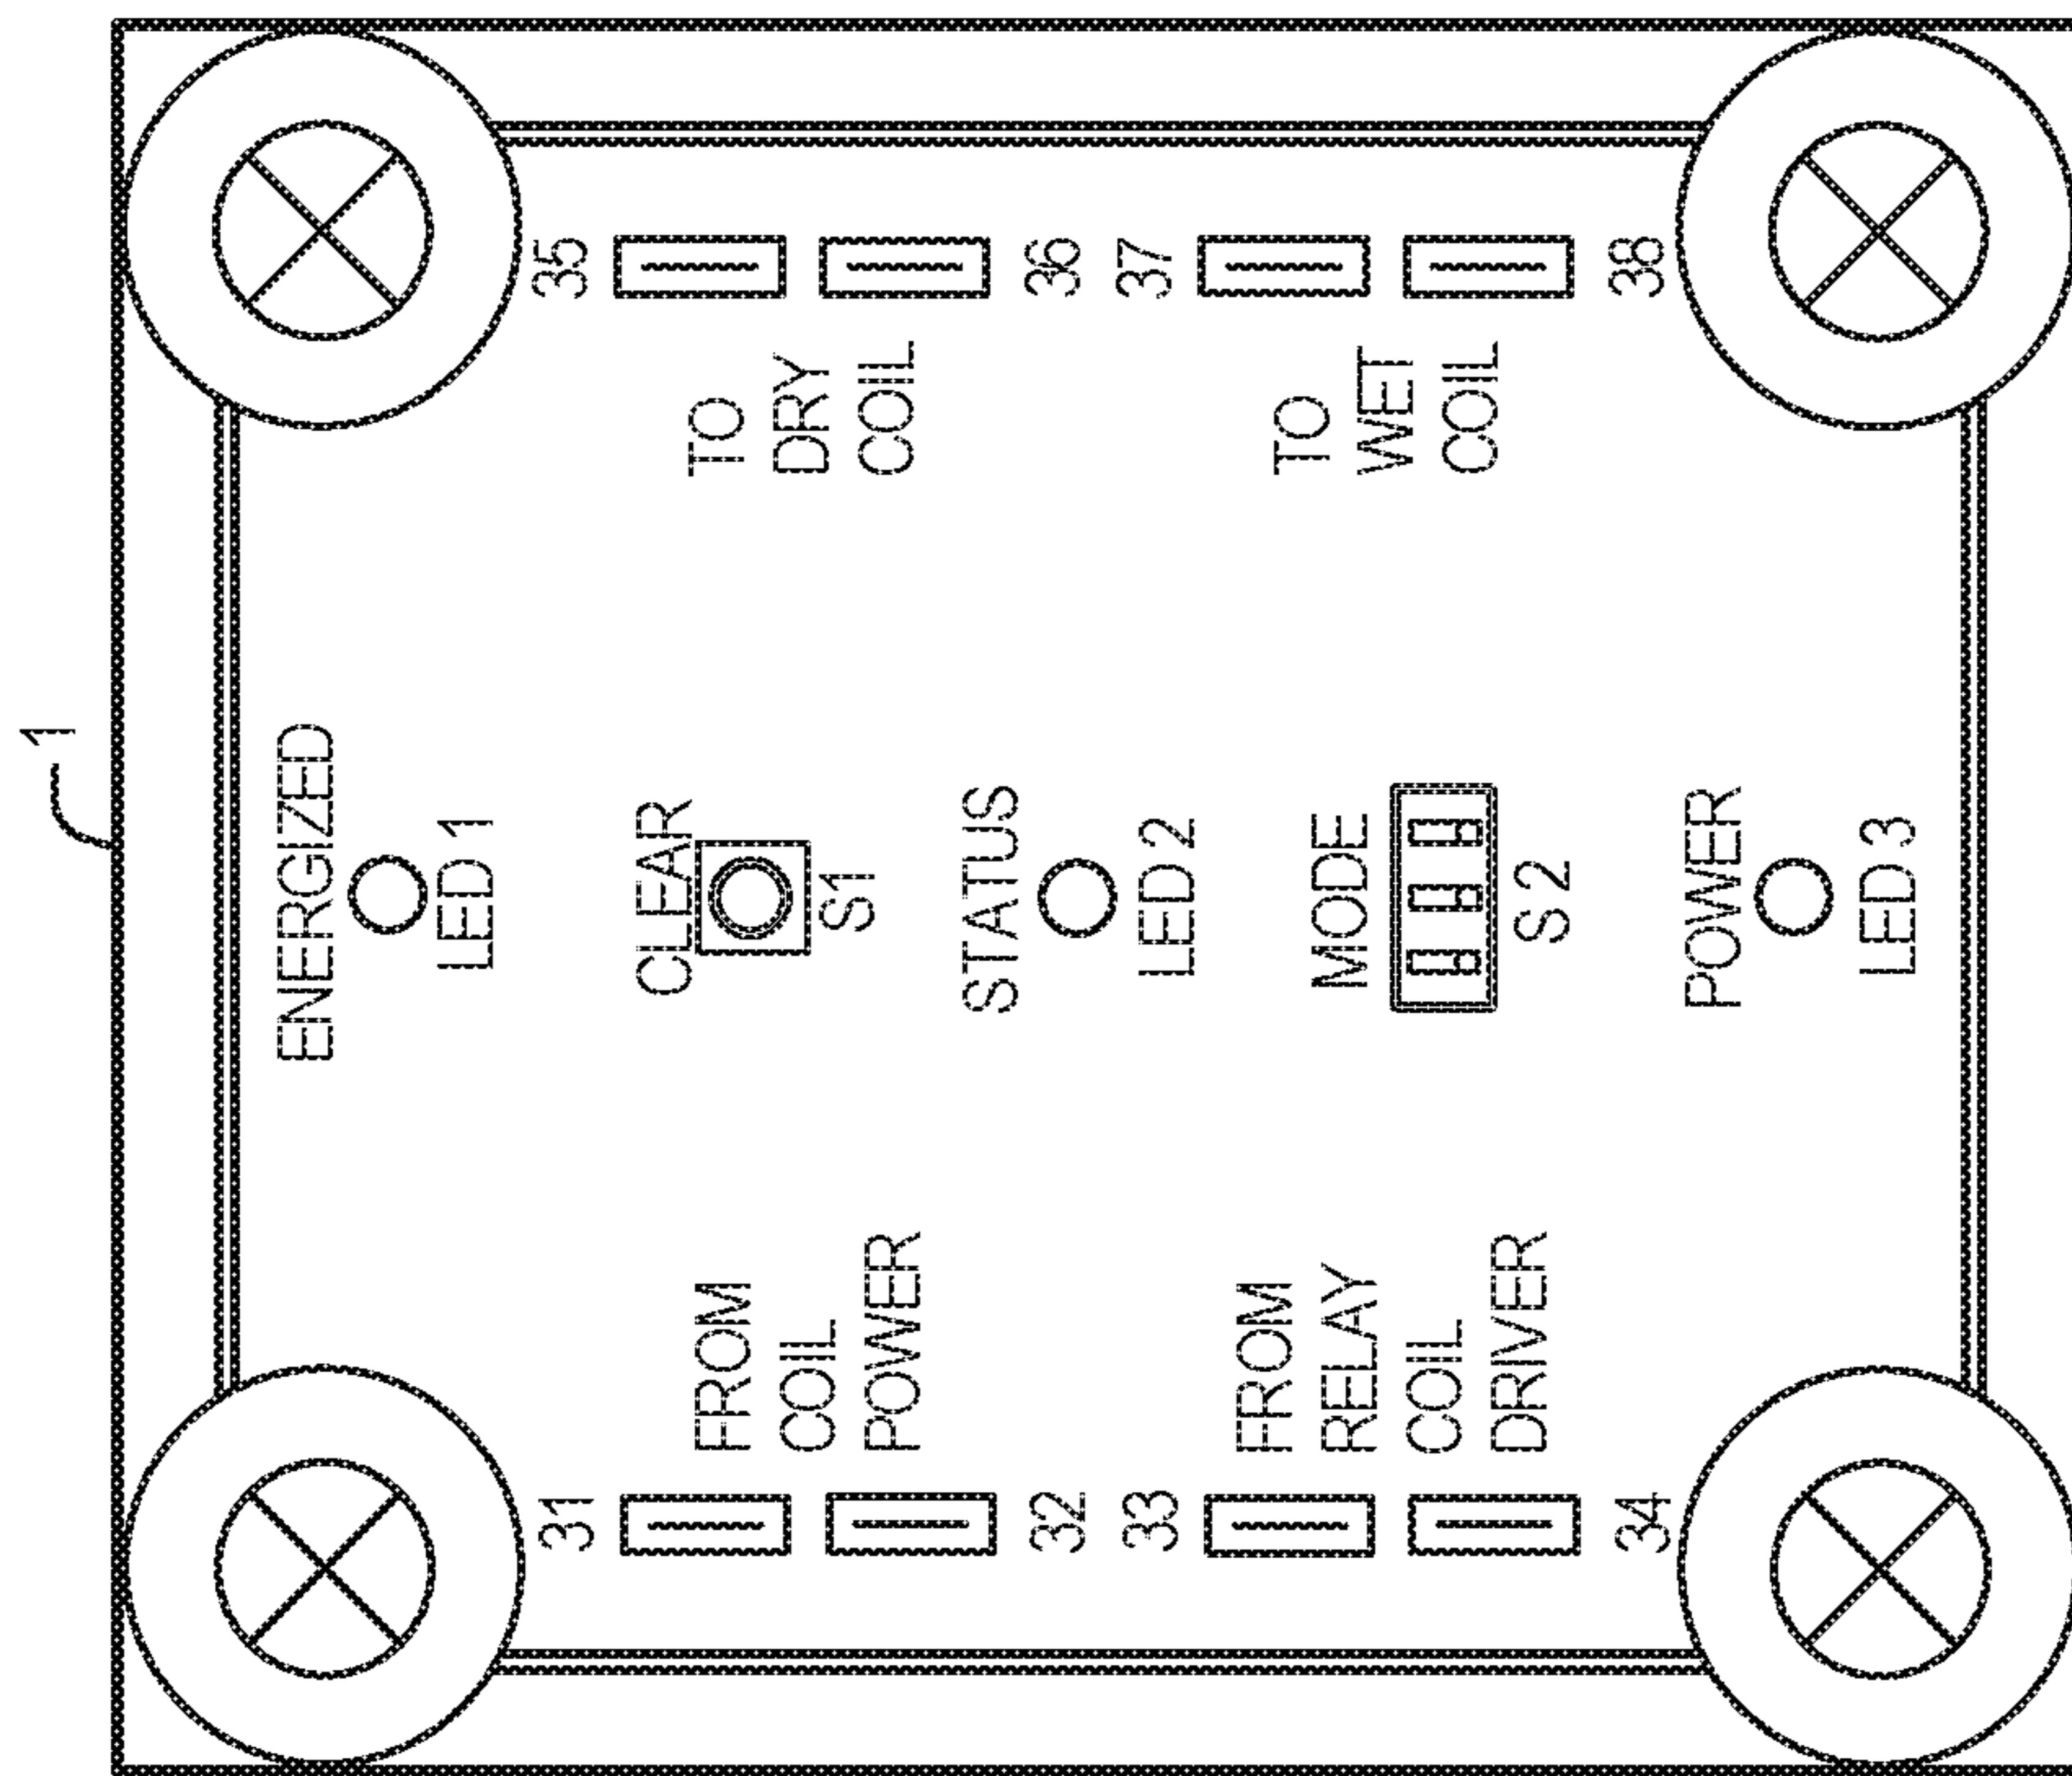 1
ENERGIZED
LED 1
CLEAR
S1
STATUS
LED 2
MODE
S 2
POWER
LED 3
31
FROM
COIL
POWER
32
33
FROM
RELAY
COIL
DRIVER
34
35
TO
DRY
COIL
36
37
TO
WET
COIL
38